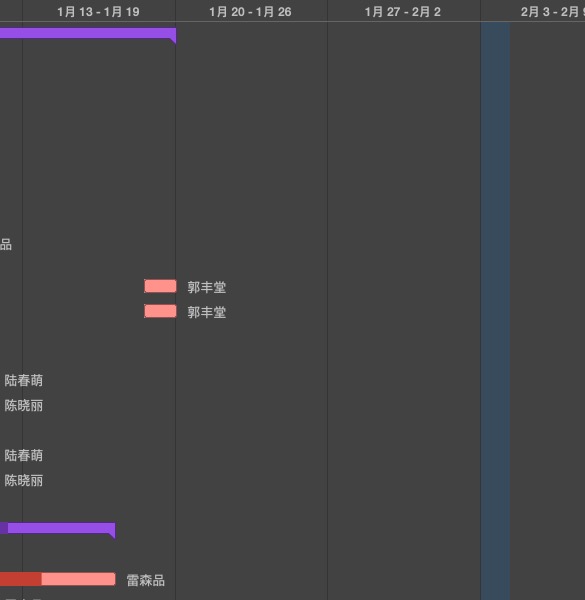 1月 13 - 1月 19 1月 20 - 1月 26 1月 27 - 2月 2 2月 3 - 2月
品
郭丰堂
郭丰堂
陆春萌
陈晓丽
陆春萌
陈晓丽
雷森品